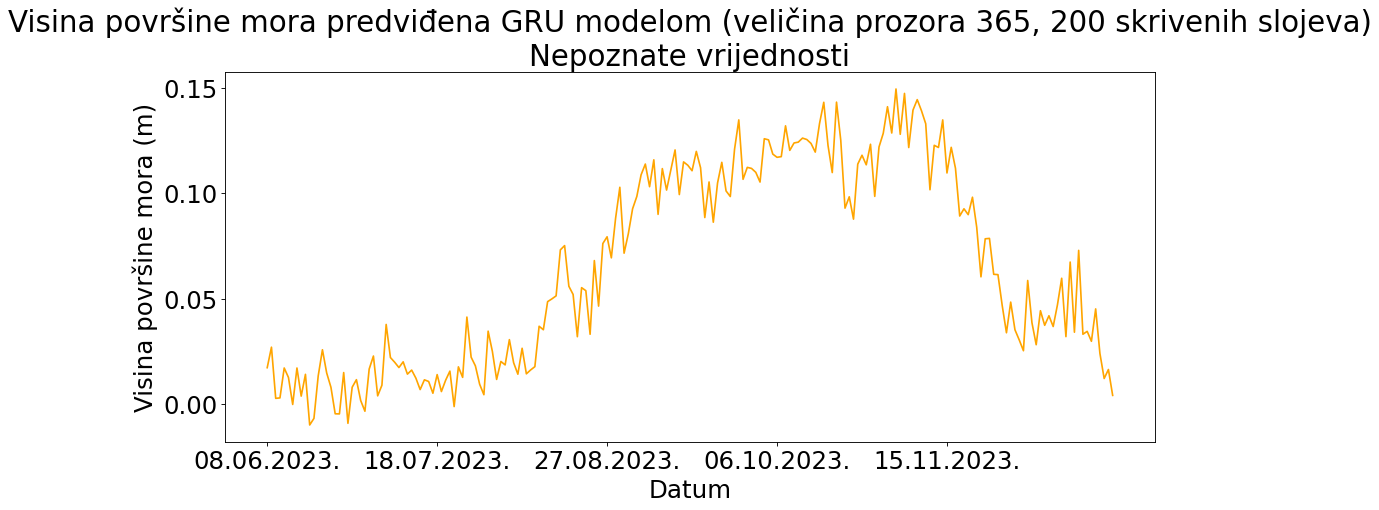 Visina površine mora predviđena GRU modelom (veličina prozora 365, 200 skrivenih slojeva)
Nepoznate vrijednosti
Visina površine mora (m)
0.15
0.10
0.05
0.00
08.06.2023. 18.07.2023. 27.08.2023. 06.10.2023. 15.11.2023.
Datum